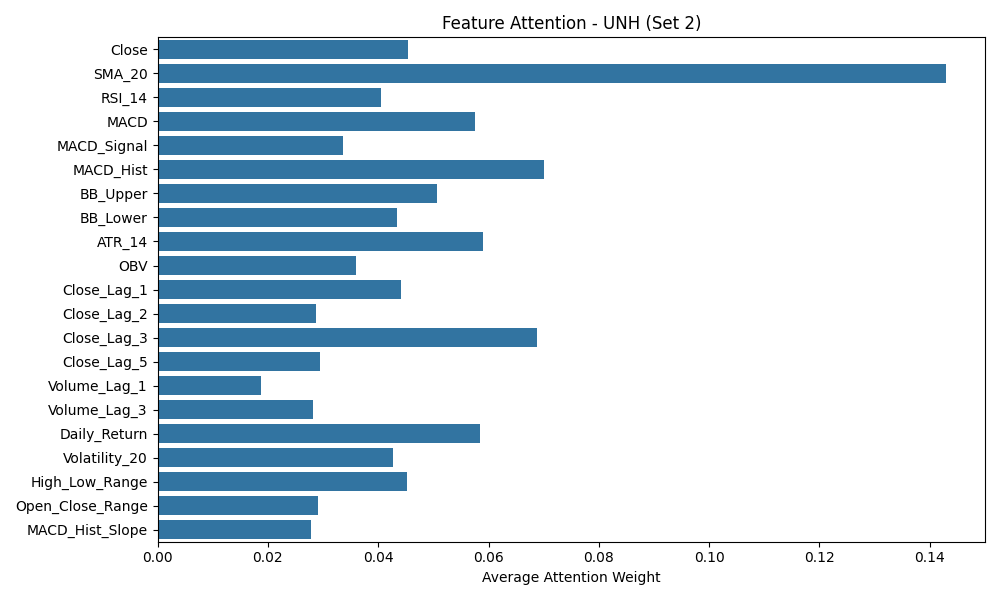 Feature Attention - UNH (Set 2)
Close
SMA_20
RSI_14
MACD
MACD_Signal
MACD_Hist
BB_Upper
BB_Lower
ATR_14
OBV
Close_Lag_1
Close_Lag_2
Close_Lag_3
Close_Lag_5
Volume_Lag_1
Volume_Lag_3
Daily_Return
Volatility_20
High_Low_Range
Open_Close_Range
MACD_Hist_Slope
0.00 0.02 0.04 0.06 0.08 0.10 0.12 0.14
Average Attention Weight